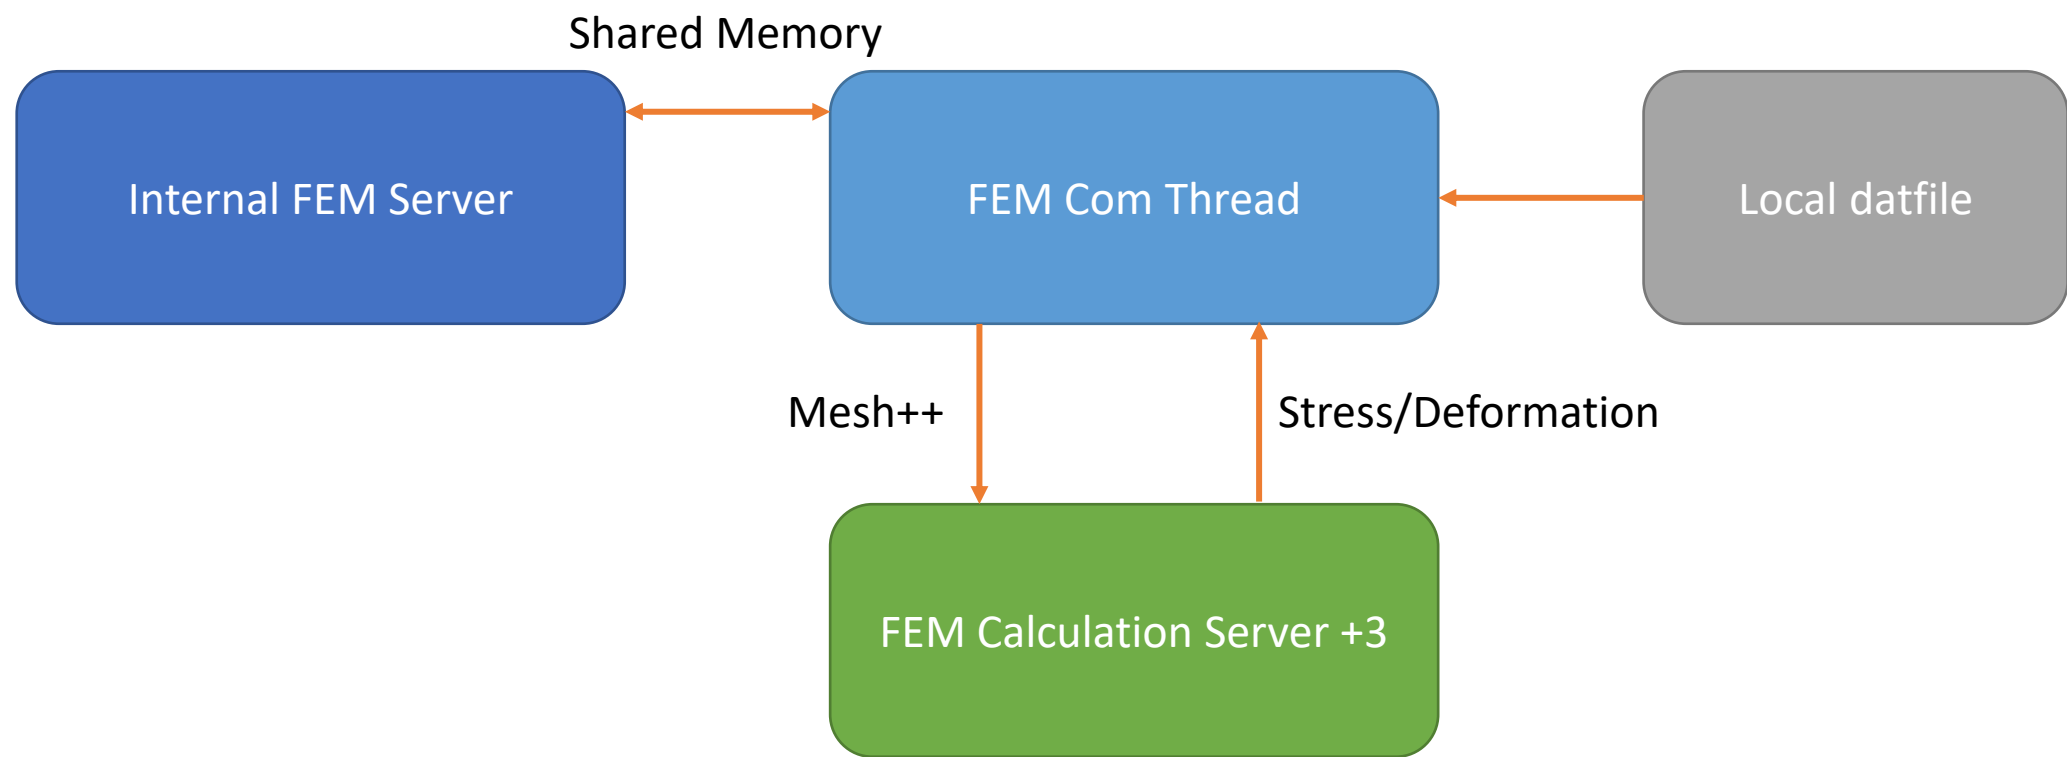 Shared Memory
Internal FEM Server
FEM Com Thread
Local datfile
Mesh++
Stress/Deformation
FEM Calculation Server +3